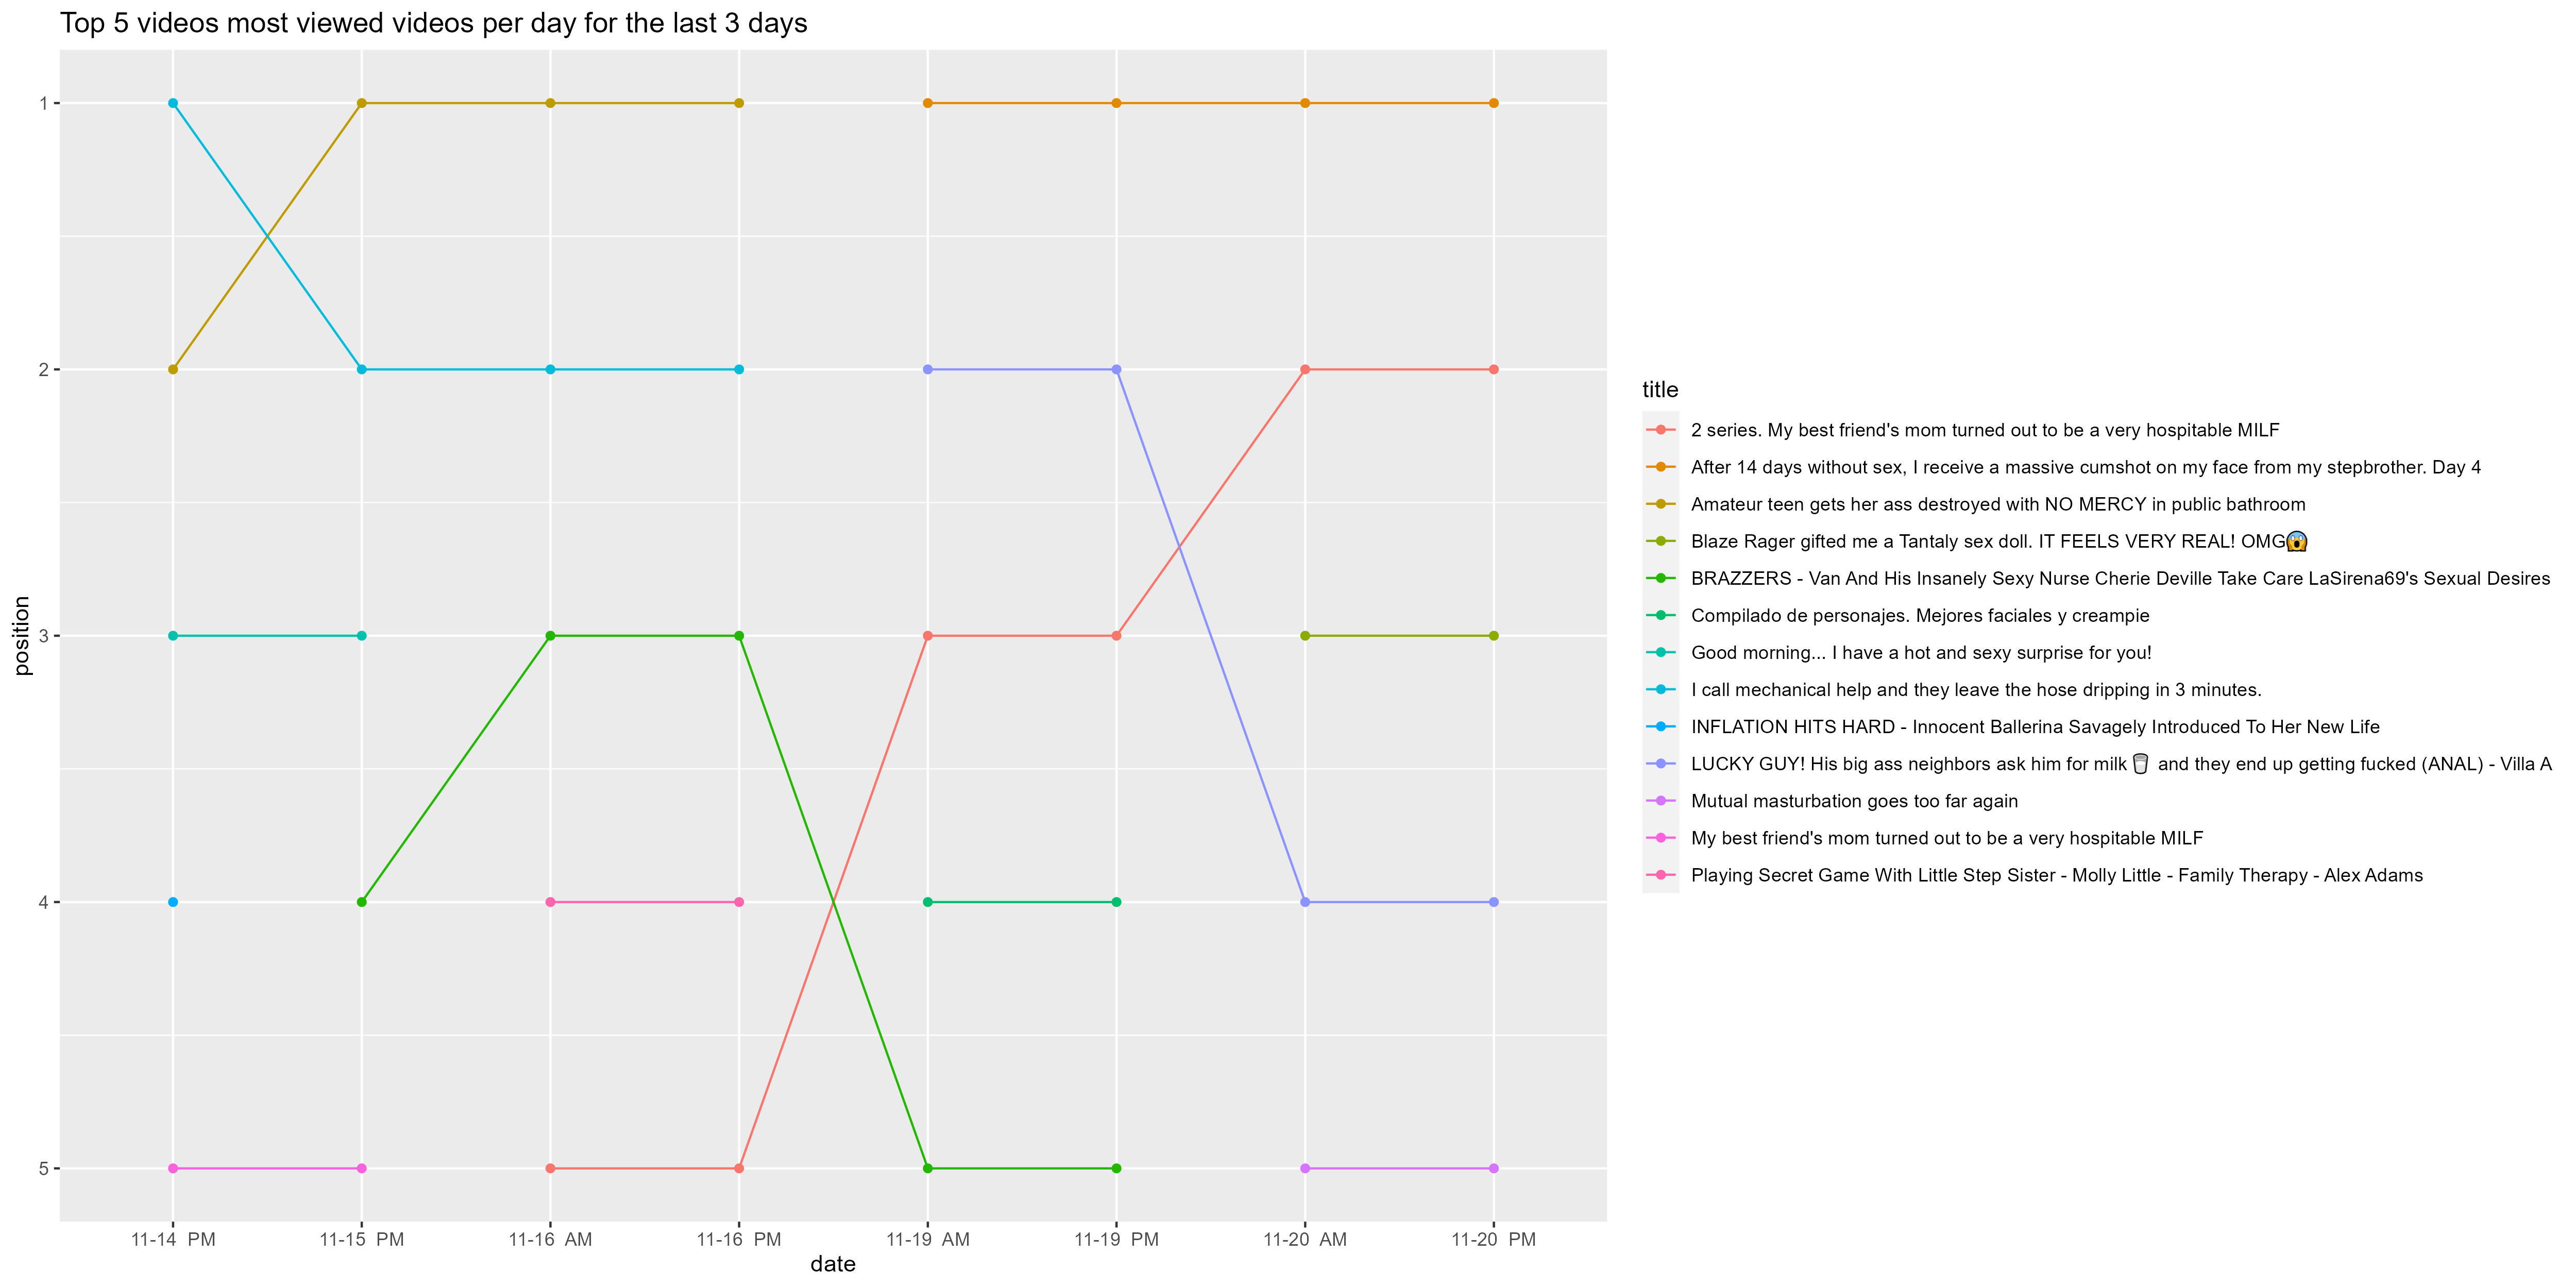 Top 5 videos most viewed videos per day for the last 3 days
position
1
2
3
4
5
11-14 PM
11-15 PM
11-16 AM
11-16 PM
11-19 AM
11-19 PM
11-20 AM
11-20 PM
date
title
2 series. My best friend's mom turned out to be a very hospitable MILF
After 14 days without sex, I receive a massive cumshot on my face from my stepbrother. Day 4
Amateur teen gets her ass destroyed with NO MERCY in public bathroom
Blaze Rager gifted me a Tantaly sex doll. IT FEELS VERY REAL! OMG😱
BRAZZERS - Van And His Insanely Sexy Nurse Cherie Deville Take Care LaSirena69's Sexual Desires
Compilado de personajes. Mejores faciales y creampie
Good morning... I have a hot and sexy surprise for you!
I call mechanical help and they leave the hose dripping in 3 minutes.
INFLATION HITS HARD - Innocent Ballerina Savagely Introduced To Her New Life
LUCKY GUY! His big ass neighbors ask him for milk 🥛 and they end up getting fucked (ANAL) - Villa A
Mutual masturbation goes too far again
My best friend's mom turned out to be a very hospitable MILF
Playing Secret Game With Little Step Sister - Molly Little - Family Therapy - Alex Adams